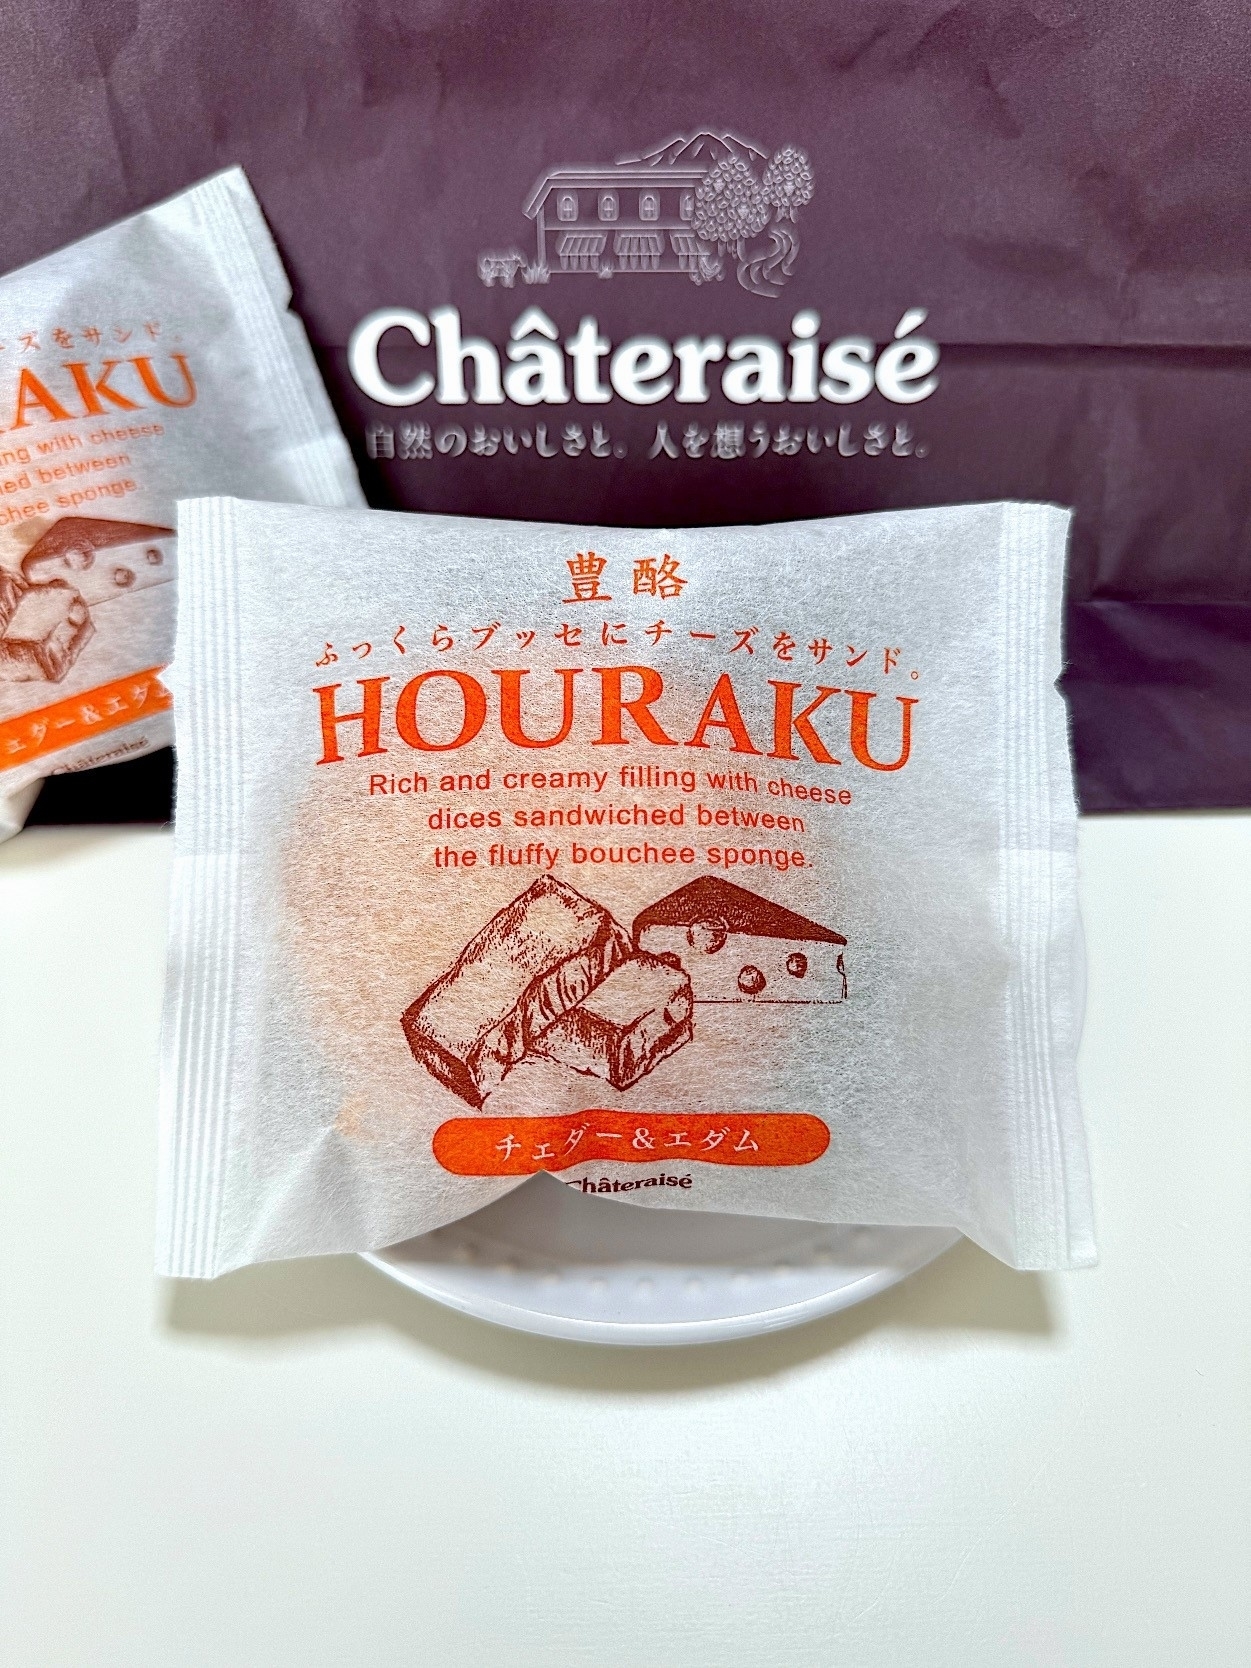 Châteraisé
自然のおいしさと。人を想うおいしさと。
ズをサンド。
AKU
ing with cheese
between
chee sponge
チェダー&エダ
Châteraisé
豊酪
ふっくらブッセにチーズをサンド。
HOURAKU
Rich and creamy filling with cheese
dices sandwiched between
the fluffy bouchee sponge.
チェダー&エダム
Châteraisé